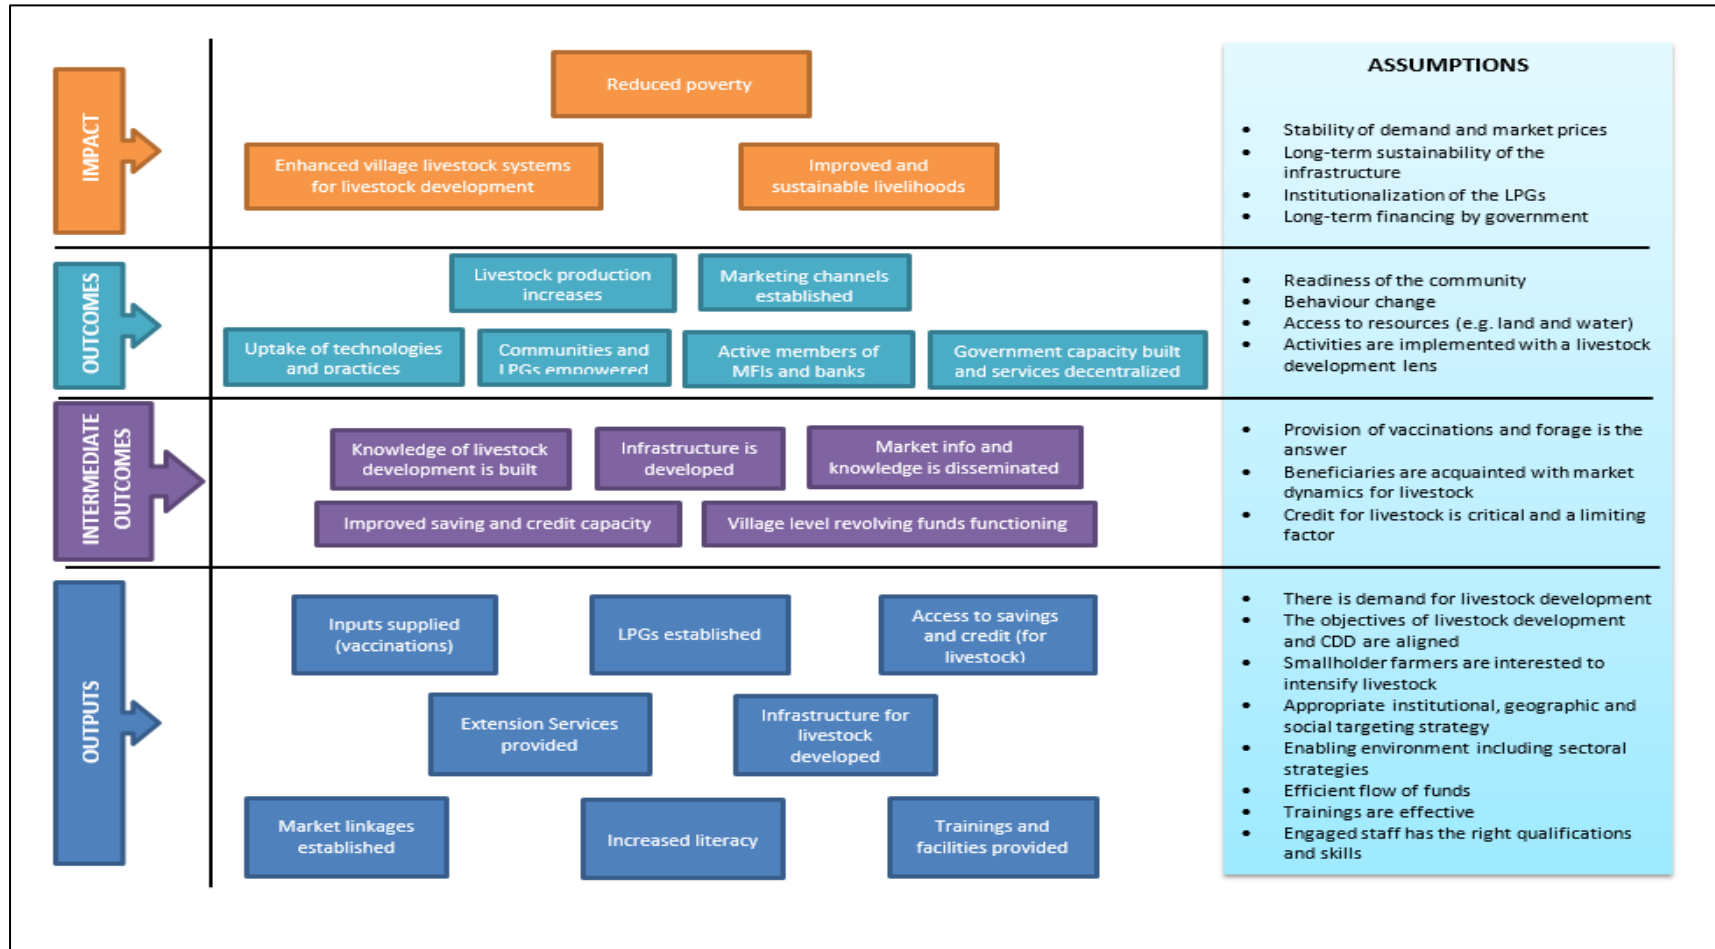 IMPACT
Reduced poverty
Enhanced village livestock systems
for livestock development
Improved and
sustainable livelihoods
OUTCOMES
Livestock production
increases
Marketing channels
established
Uptake of technologies
and practices
Communities and
LPGs empowered
Active members of
MFIs and banks
Government capacity built
and services decentralized
INTERMEDIATE
OUTCOMES
Knowledge of livestock
development is built
Infrastructure is
developed
Market info and
knowledge is disseminated
Improved saving and credit capacity
Village level revolving funds functioning
OUTPUTS
Inputs supplied
(vaccinations)
LPGs established
Access to savings
and credit (for
livestock)
Extension Services
provided
Infrastructure for
livestock
developed
Market linkages
established
Increased literacy
Trainings and
facilities provided
ASSUMPTIONS
• Stability of demand and market prices
• Long-term sustainability of the
infrastructure
• Institutionalization of the LPGs
• Long-term financing by government
• Readiness of the community
• Behaviour change
• Access to resources (e.g. land and water)
• Activities are implemented with a livestock
development lens
• Provision of vaccinations and forage is the
answer
• Beneficiaries are acquainted with market
dynamics for livestock
• Credit for livestock is critical and a limiting
factor
• There is demand for livestock development
• The objectives of livestock development
and CDD are aligned
• Smallholder farmers are interested to
intensify livestock
• Appropriate institutional, geographic and
social targeting strategy
• Enabling environment including sectoral
strategies
• Efficient flow of funds
• Trainings are effective
• Engaged staff has the right qualifications
and skills